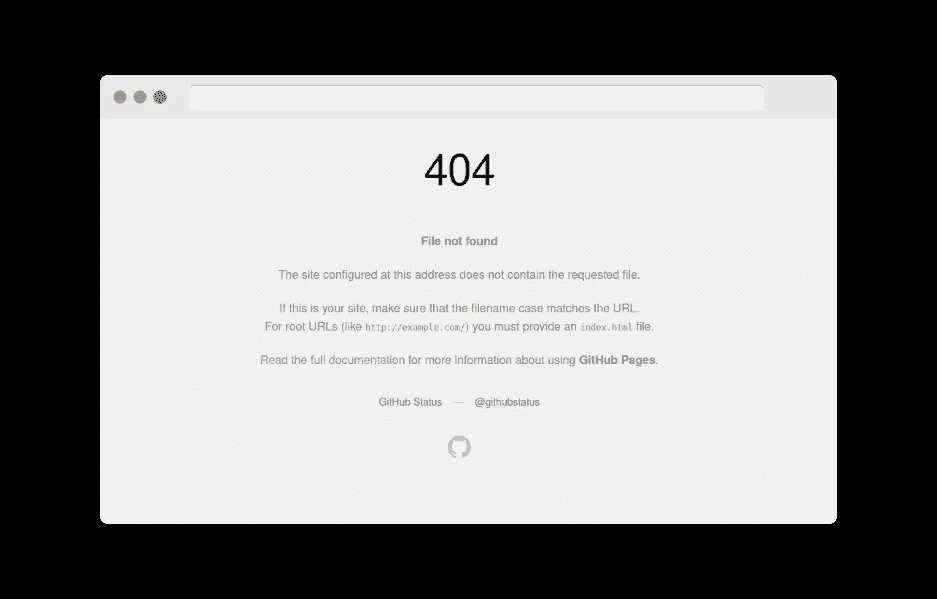 404
File not found
The site configured at this address does not contain the requested file.
If this is your site, make sure that the filename case matches the URL.
For root URLs (like http://example.com/) you must provide an index.html file.
Read the full documentation for more information about using GitHub Pages.
GitHub Status — @githubstatus